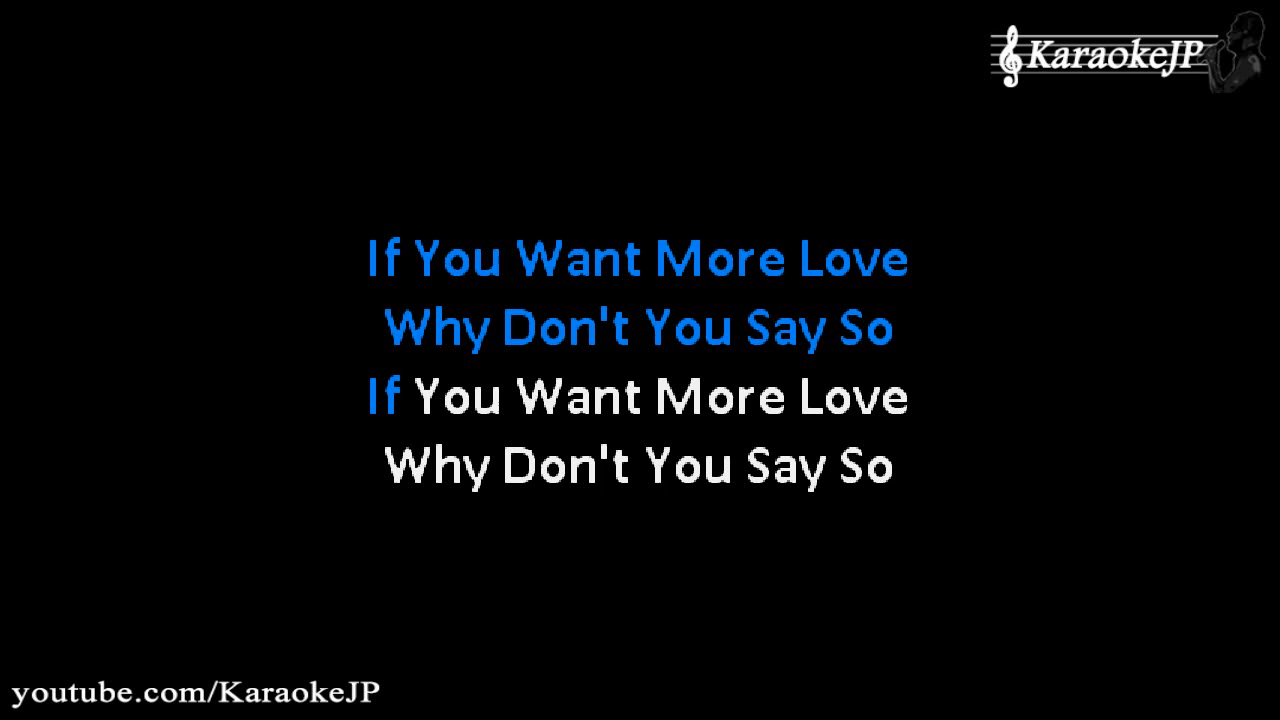 KaraokeJP
If You Want More Love
Why Don't You Say So
If You Want More Love
Why Don't You Say So
youtube.com/KaraokeJP